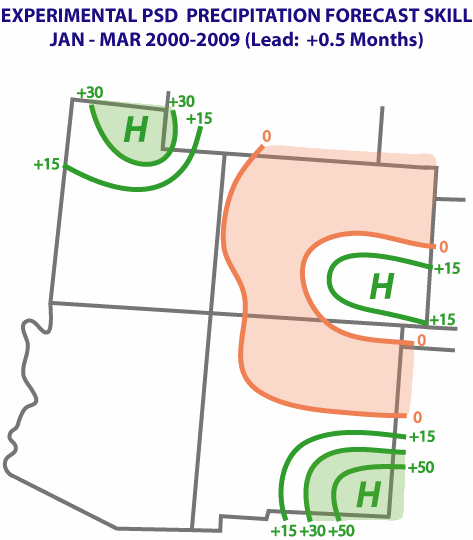 EXPERIMENTAL PSD PRECIPITATION FORECAST SKILL
JAN - MAR 2000-2009 (Lead: +0.5 Months)
+30
+30
H
+15
0
+15
0
+15
H
+15
0
0
+15
+50
H
+15 +30 +50